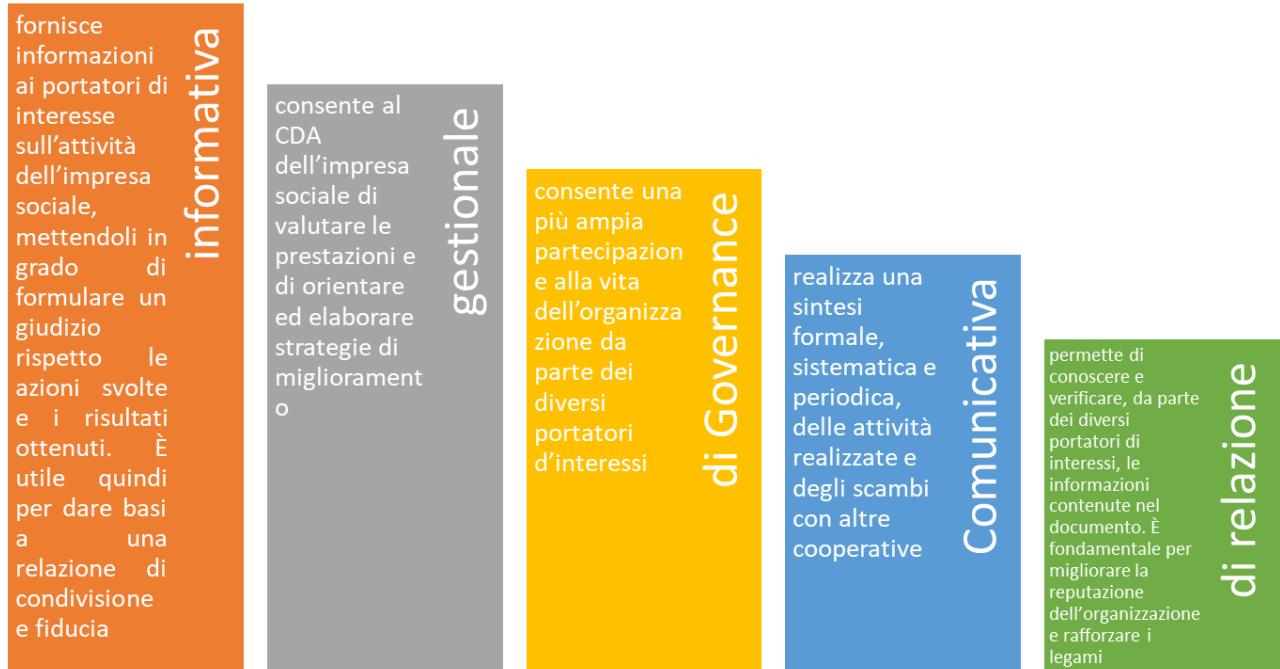 fornisce
informazioni
ai portatori di
interesse
sull'attività
dell'impresa
sociale,
mettendoli in
grado di
formulare un
giudizio
rispetto le
azioni svolte
e i risultati
ottenuti. È
utile quindi
per dare basi
a una
relazione di
condivisione
e fiducia
informativa
consente al
CDA
dell'impresa
sociale di
valutare le
prestazioni e
di orientare
ed elaborare
strategie di
migliorament
o
gestionale
consente una
più ampia
partecipazion
e alla vita
dell'organizza
zione da
parte dei
diversi
portatori
d'interessi
di Governance
realizza una
sintesi
formale,
sistematica e
periodica,
delle attività
realizzate e
degli scambi
con altre
cooperative
Comunicativa
permette di
conoscere e
verificare, da parte
dei diversi
portatori di
interessi, le
informazioni
contenute nel
documento. È
fondamentale per
migliorare la
reputazione
dell'organizzazione
e rafforzare i
legami
di relazione